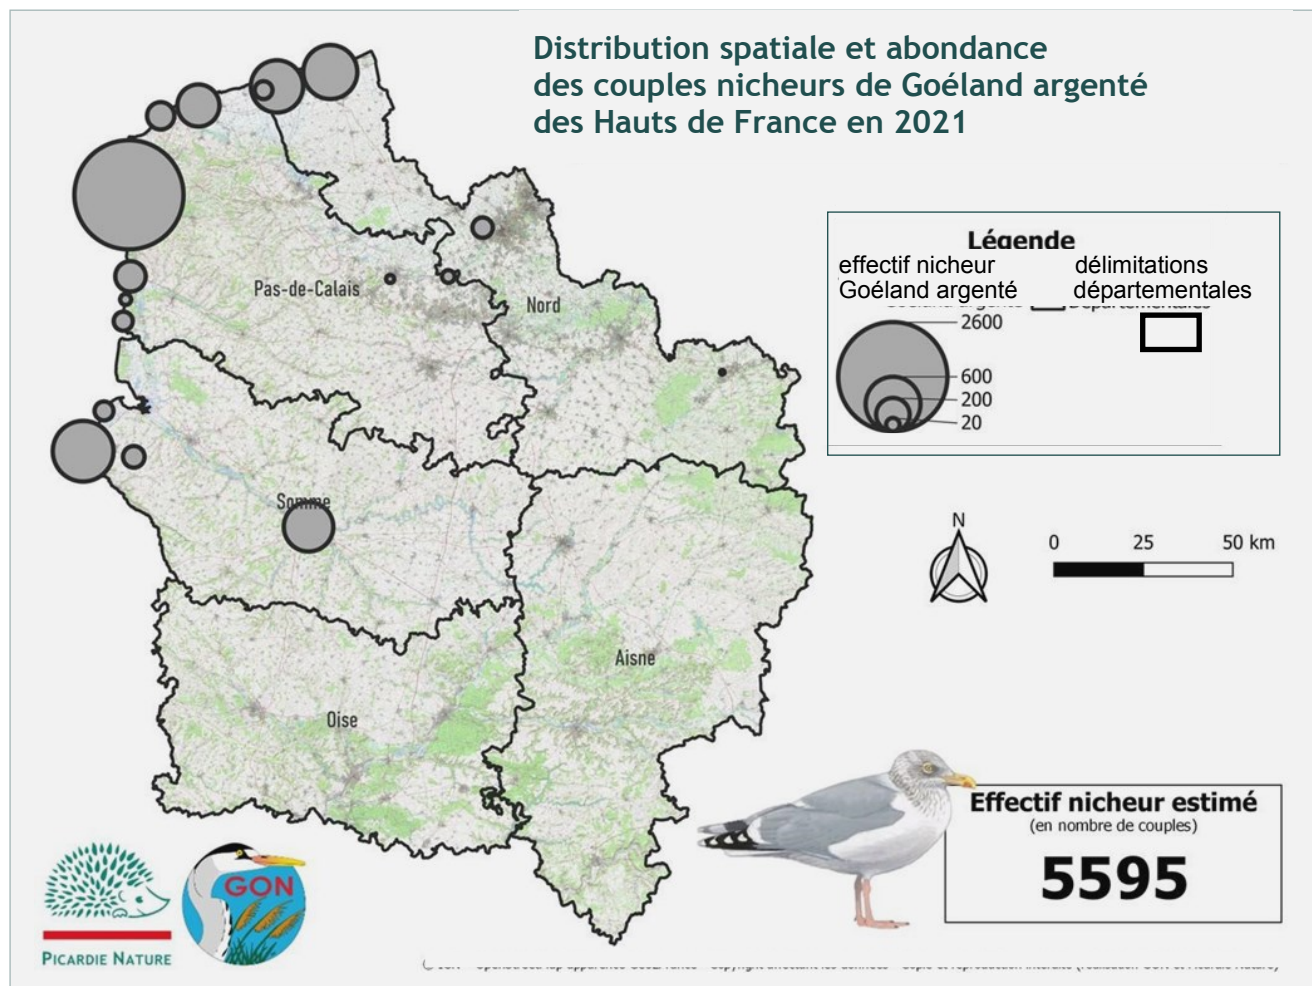 Distribution spatiale et abondance
des couples nicheurs de Goéland argenté
des Hauts de France en 2021
Légende
effectif nicheur
Goéland argenté
délimitations
départementales
2600
600
200
20
Pas-de-Calais
Nord
Somme
Aisne
Oise
N
0 25 50 km
Effectif nicheur estimé
(en nombre de couples)
5595
GON
PICARDIE NATURE